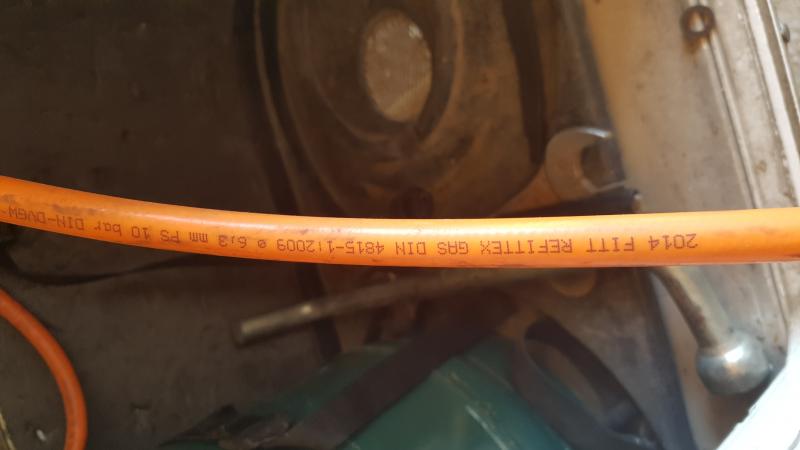 2014 FITT REFITTEX GAS DIN 4815-1:2009 ø 6,3 mm PS 10 bar DIN-DVGW-